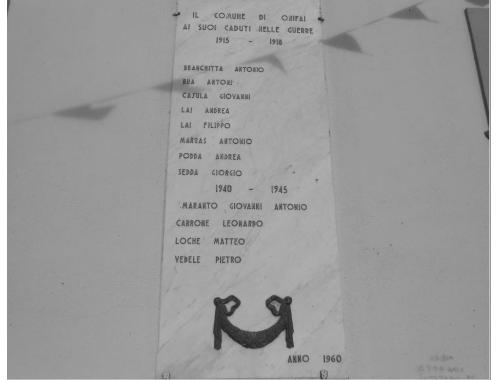 IL COMUNE DI ONIFAI
AI SUOI CADUTI NELLE GUERRE
1915 - 1918
BRANCHITTA ANTONIO
BUA ANTONI
CASULA GIOVANNI
LAI ANDREA
LAI FILIPPO
MARRAS ANTONIO
PODDA ANDREA
SEDDA GIORGIO
1940 - 1945
MARANTO GIOVANNI ANTONIO
CARRONE LEONARDO
LOCHE MATTEO
VEDELE PIETRO
ANNO 1960